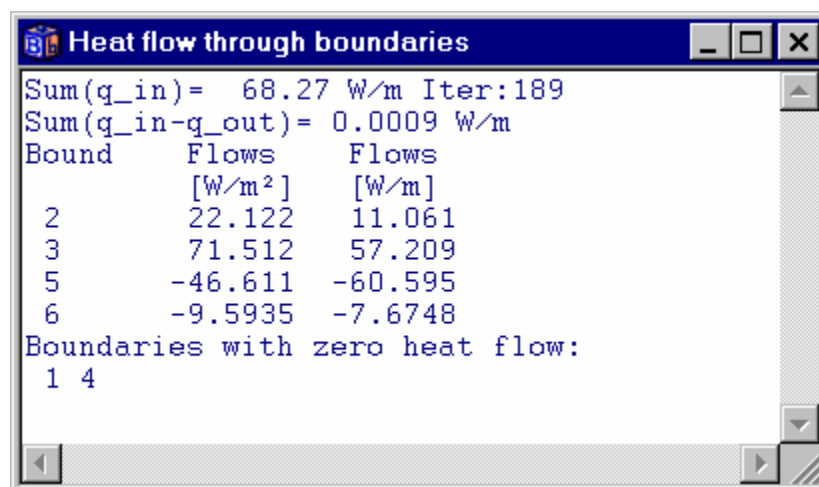 Heat flow through boundaries
Sum(q_in)= 68.27 W/m Iter:189
Sum(q_in-q_out)= 0.0009 W/m
Bound Flows Flows
[W/m²] [W/m]
2 22.122 11.061
3 71.512 57.209
5 -46.611 -60.595
6 -9.5935 -7.6748
Boundaries with zero heat flow:
1 4